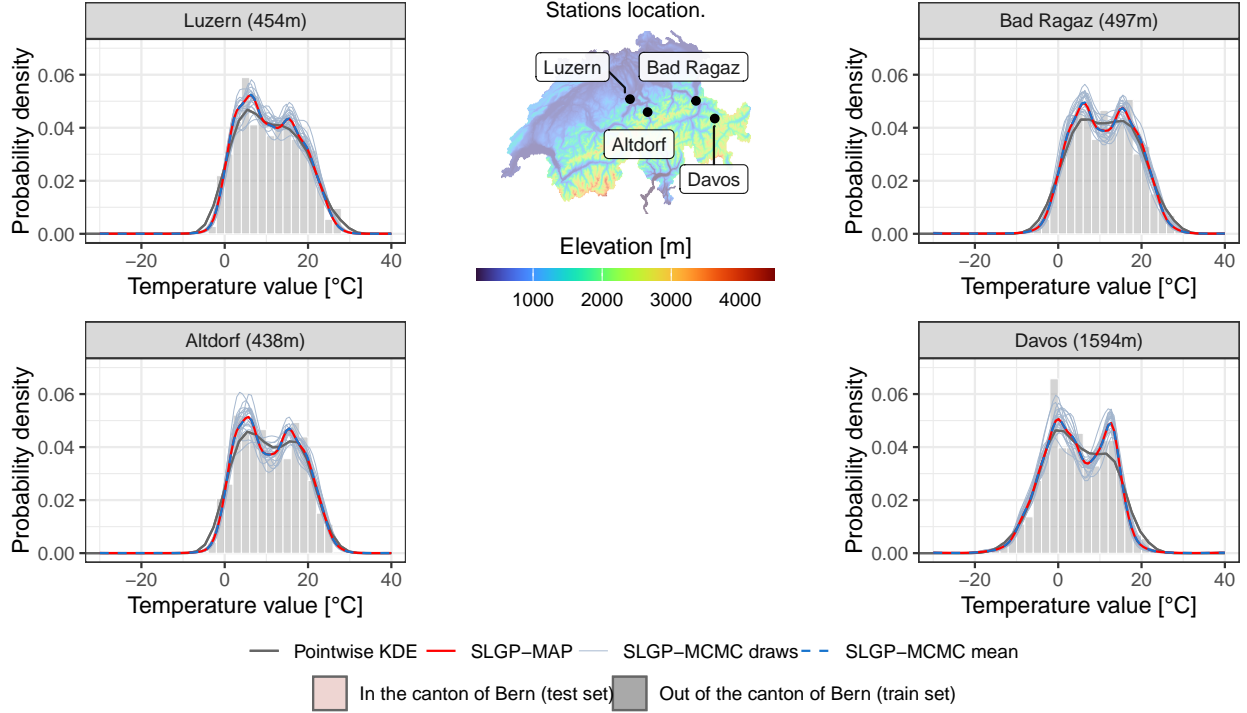 Luzern (454m)
Probability density
0.06
0.04
0.02
0.00
−20
0
20
40
Temperature value [°C]
Stations location.
Luzern
Bad Ragaz
Altdorf
Davos
Elevation [m]
1000
2000
3000
4000
Bad Ragaz (497m)
Probability density
0.06
0.04
0.02
0.00
−20
0
20
40
Temperature value [°C]
Altdorf (438m)
Probability density
0.06
0.04
0.02
0.00
−20
0
20
40
Temperature value [°C]
Davos (1594m)
Probability density
0.06
0.04
0.02
0.00
−20
0
20
40
Temperature value [°C]
Pointwise KDE
SLGP−MAP
SLGP−MCMC draws
SLGP−MCMC mean
In the canton of Bern (test set)
Out of the canton of Bern (train set)